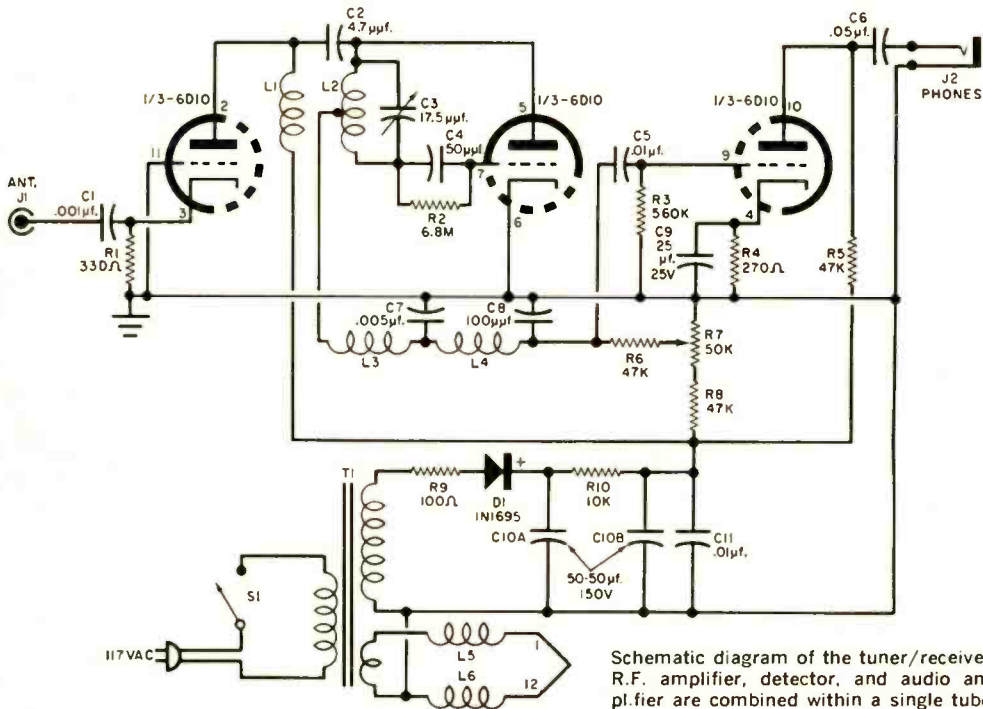 C2
4.7µµf.
C6
.05µf.
J2
PHONES
1/3-6D10
2
L1
L2
C3
17.5µµf.
C4
50µµf.
5
1/3-6D10
7
6
R2
6.8M
1/3-6D10
10
C5
.01µf.
9
4
11
3
ANT.
J1
C1
.001µf.
R1
33DΩ
R3
560K
C9
25
µf.
25V
R4
270Ω
R5
47K
C7
.005µf.
C8
100µµf
L3
L4
R6
47K
R7
50K
R8
47K
T1
R9
100Ω
D1
1N1695
+
R10
10K
C10A
C10B
C11
.01µf.
50-50µf.
150V
S1
117VAC
L5
L6
1
12
Schematic diagram of the tuner/receive
R.F. amplifier, detector, and audio am
pl.fier are combined within a single tube